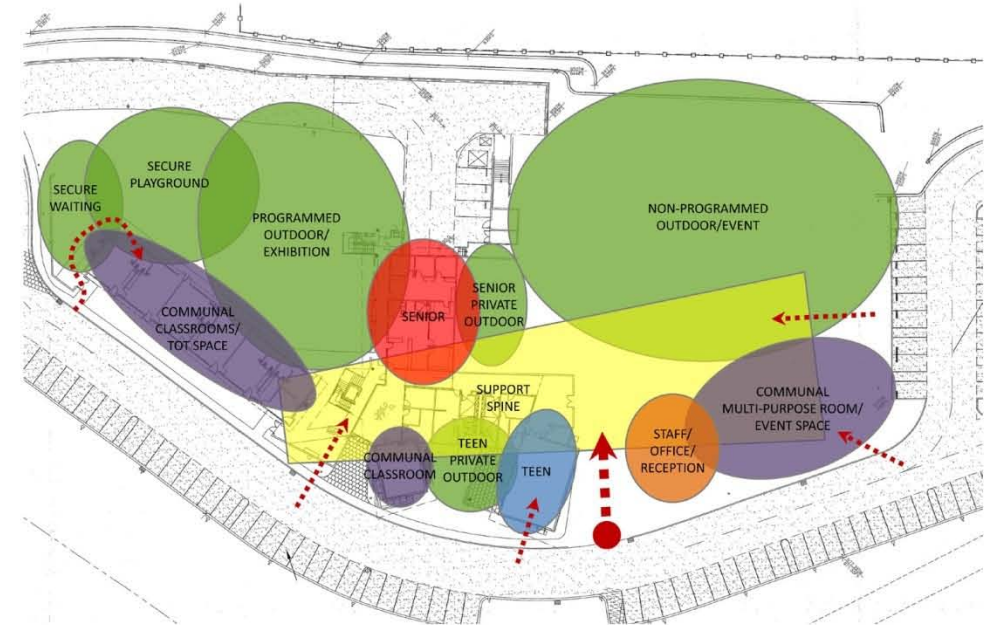 SECURE
PLAYGROUND
SECURE
WAITING
PROGRAMMED
OUTDOOR/
EXHIBITION
NON-PROGRAMMED
OUTDOOR/EVENT
SENIOR
PRIVATE
OUTDOOR
SENIOR
COMMUNAL
CLASSROOMS/
TOT SPACE
SUPPORT
SPINE
COMMUNAL
MULTI-PURPOSE ROOM/
EVENT SPACE
STAFF/
OFFICE/
RECEPTION
TEEN
PRIVATE
OUTDOOR
COMMUNAL
CLASSROOM
TEEN